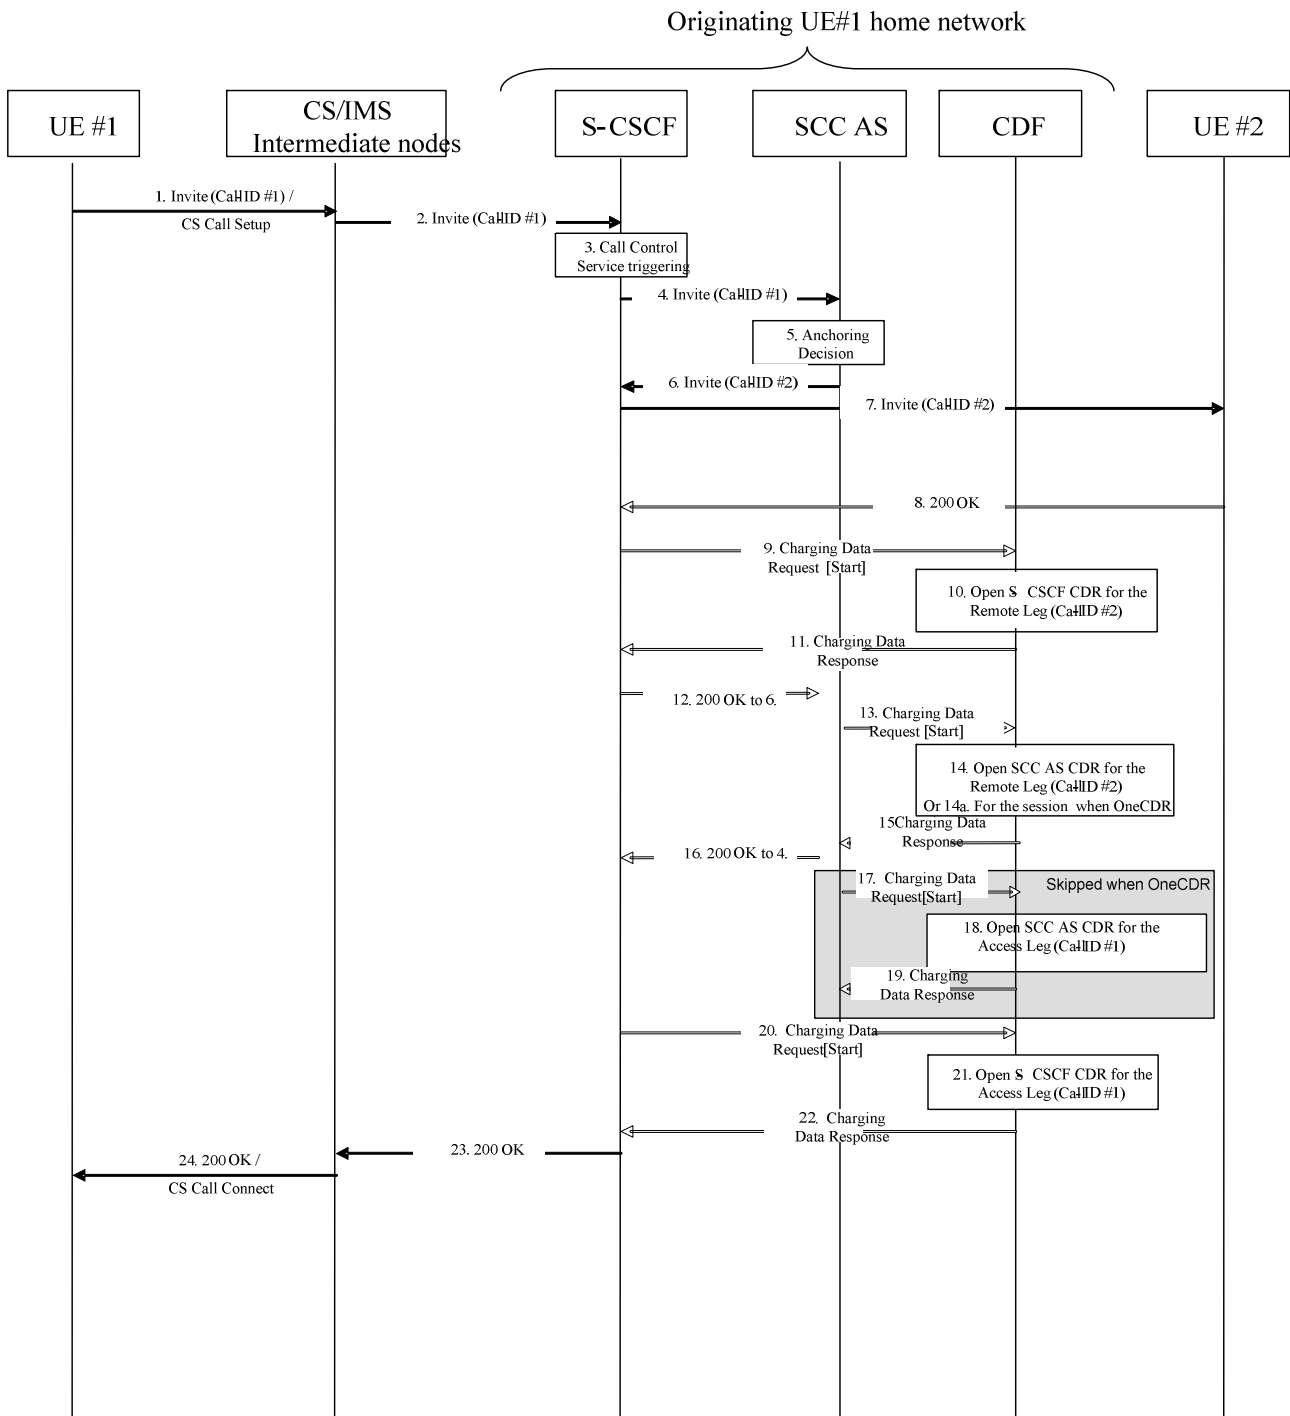 Originating UE#1 home network
UE #1
CS/IMS
Intermediate nodes
S-CSCF
SCC AS
CDF
UE #2
1. Invite (Call-ID #1) /
CS Call Setup
2. Invite (Call-ID #1)
3. Call Control
Service triggering
4. Invite (Call-ID #1)
5. Anchoring
Decision
6. Invite (Call-ID #2)
7. Invite (Call-ID #2)
8. 200 OK
9. Charging Data
Request [Start]
10. Open S- CSCF CDR for the
Remote Leg (Call-ID #2)
11. Charging Data
Response
12. 200 OK to 6.
13. Charging Data
Request [Start]
14. Open SCC AS CDR for the
Remote Leg (Call-ID #2)
Or 14a. For the session when OneCDR
15Charging Data
Response
16. 200 OK to 4.
17. Charging Data
Request[Start]
Skipped when OneCDR
18. Open SCC AS CDR for the
Access Leg (Call-ID #1)
19. Charging
Data Response
20. Charging Data
Request[Start]
21. Open S- CSCF CDR for the
Access Leg (Call-ID #1)
22. Charging
Data Response
23. 200 OK
24. 200 OK /
CS Call Connect